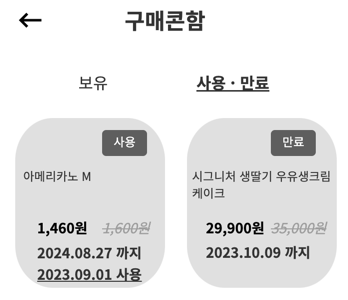 구매콘함
보유
사용 · 만료
사용
아메리카노 M
1,460원 1,600원
2024.08.27 까지
2023.09.01 사용
만료
시그니처 생딸기 우유생크림
케이크
29,900원 35,000원
2023.10.09 까지